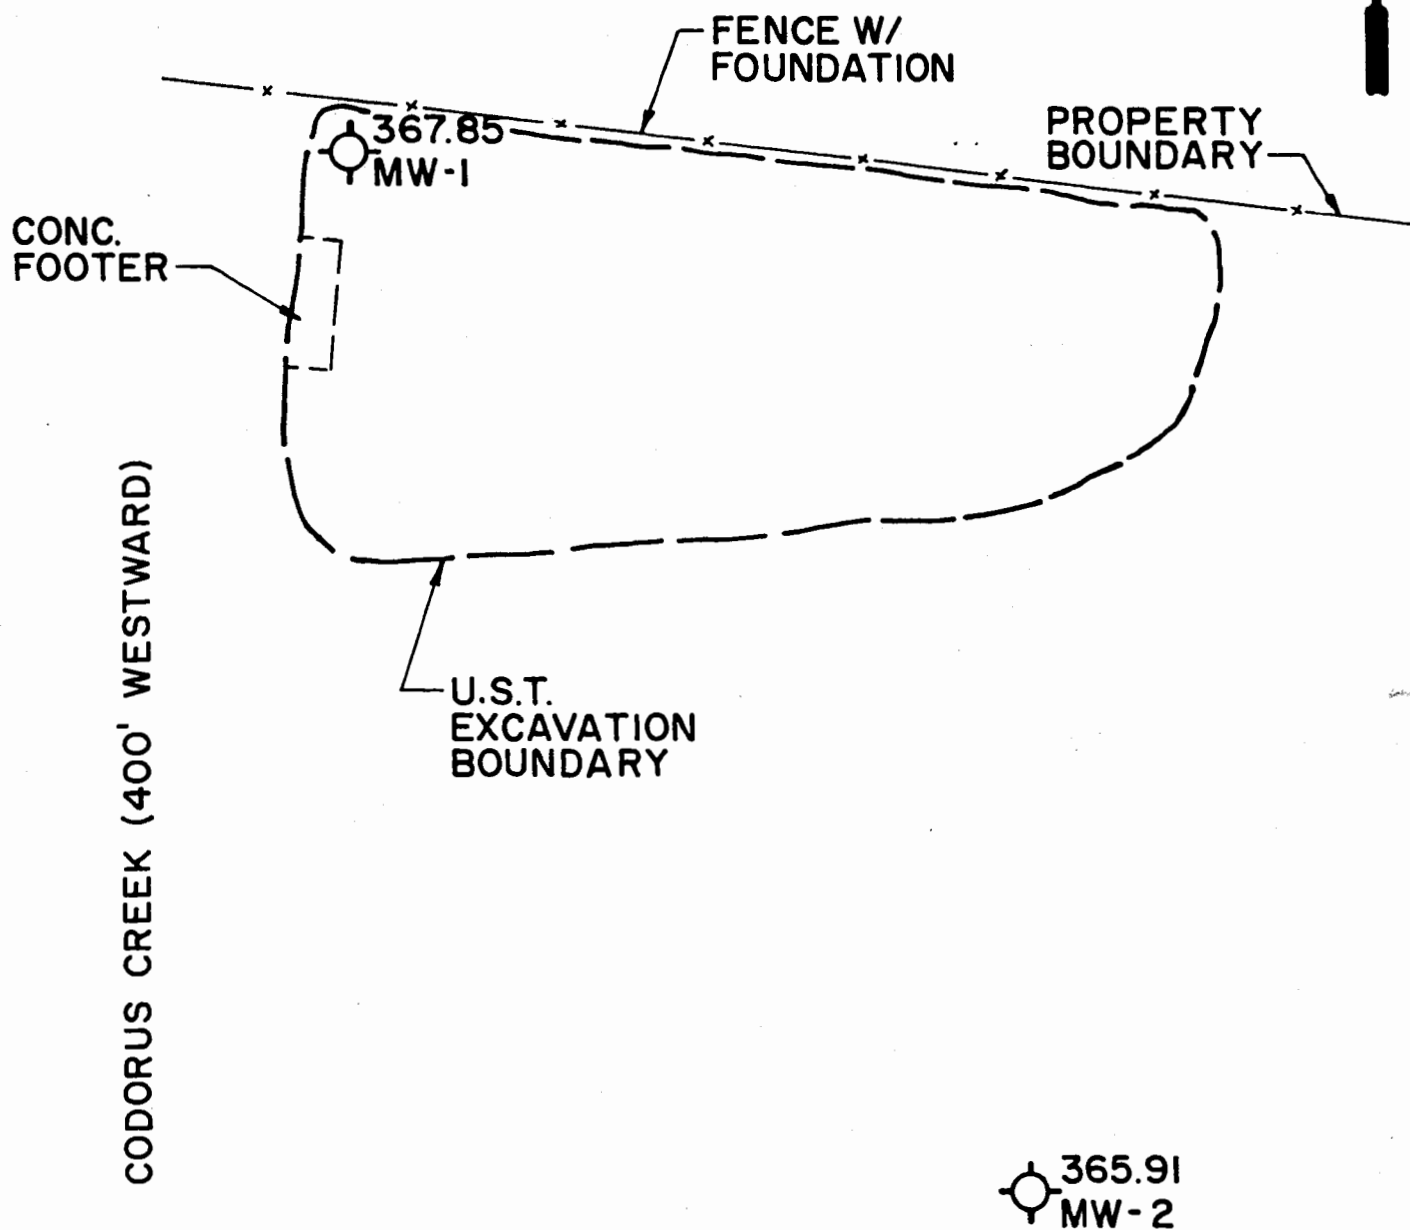 FENCE W/
FOUNDATION
PROPERTY
BOUNDARY
367.85
MW-1
CONC.
FOOTER
CODORUS CREEK (400' WESTWARD)
U.S.T.
EXCAVATION
BOUNDARY
365.91
MW-2